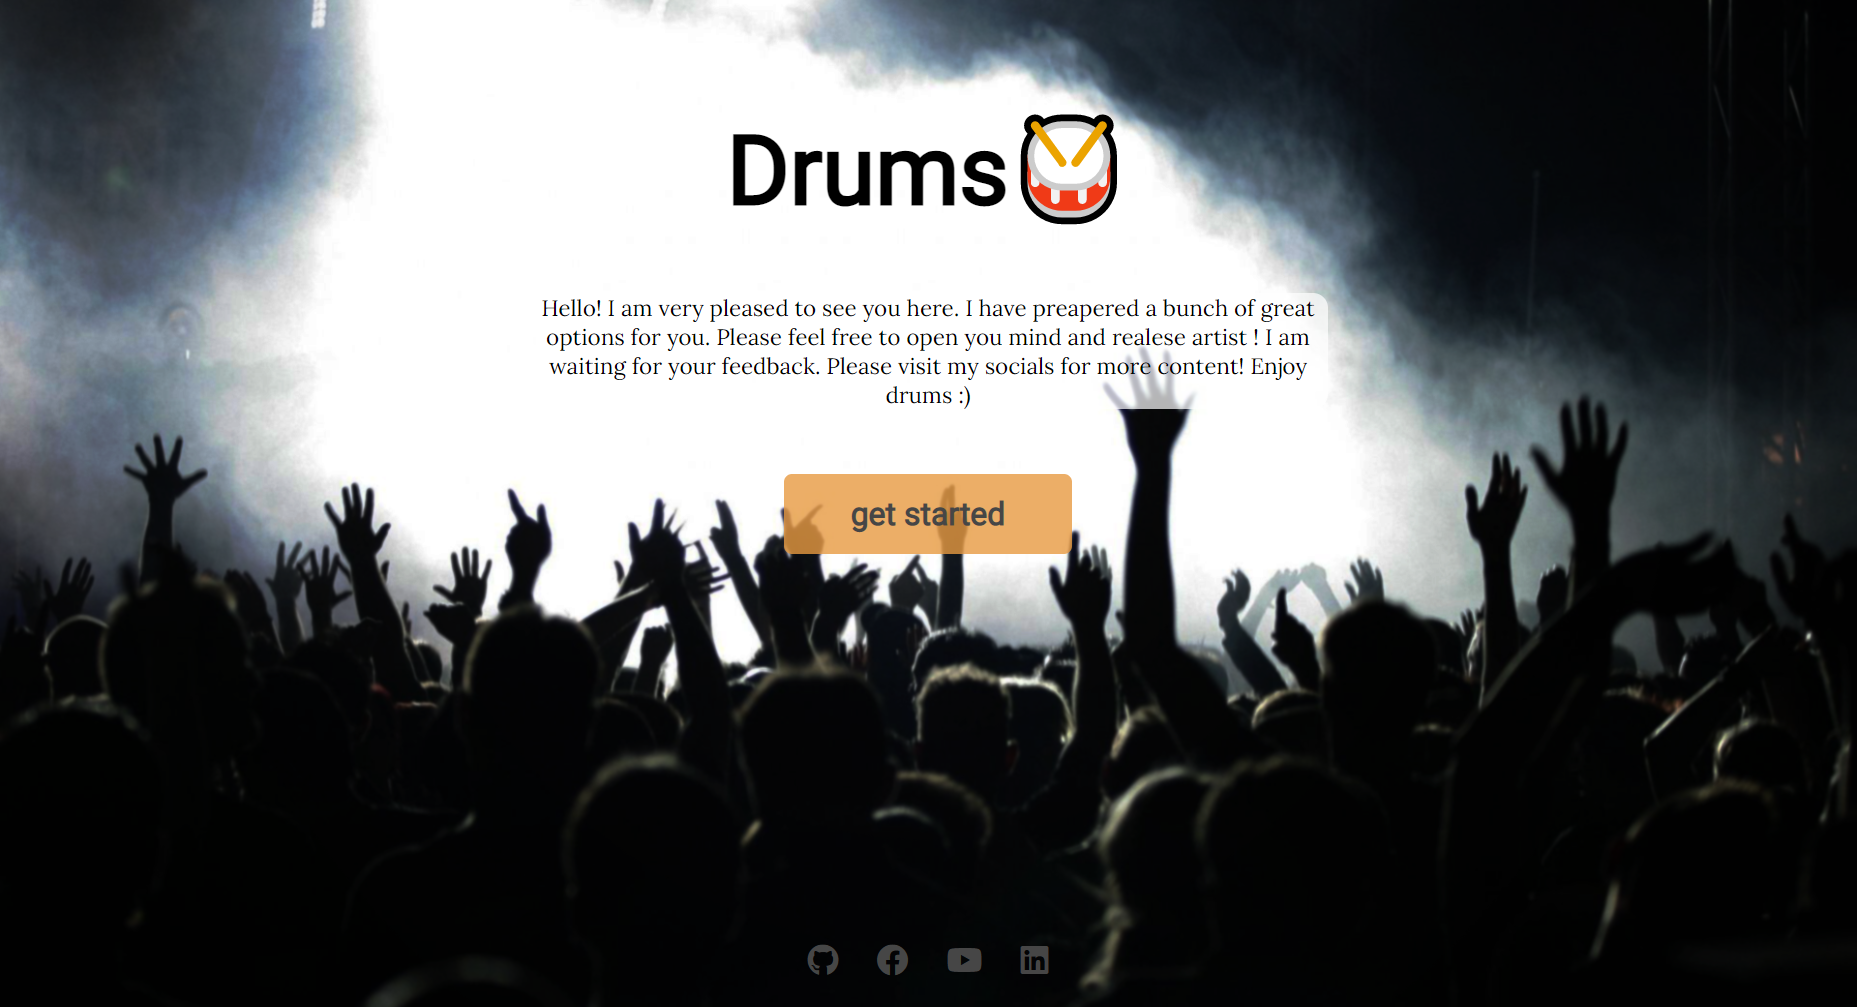 Drums
Hello! I am very pleased to see you here. I have preapered a bunch of great
options for you. Please feel free to open you mind and realese artist ! I am
waiting for your feedback. Please visit my socials for more content! Enjoy
drums :)
get started
in